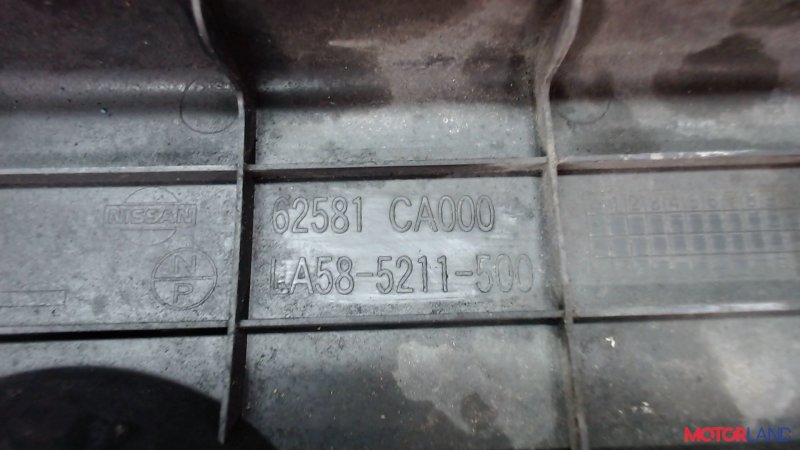 NISSAN
62581 CA000
LA58-5211-500
N
P
MOTORLAND